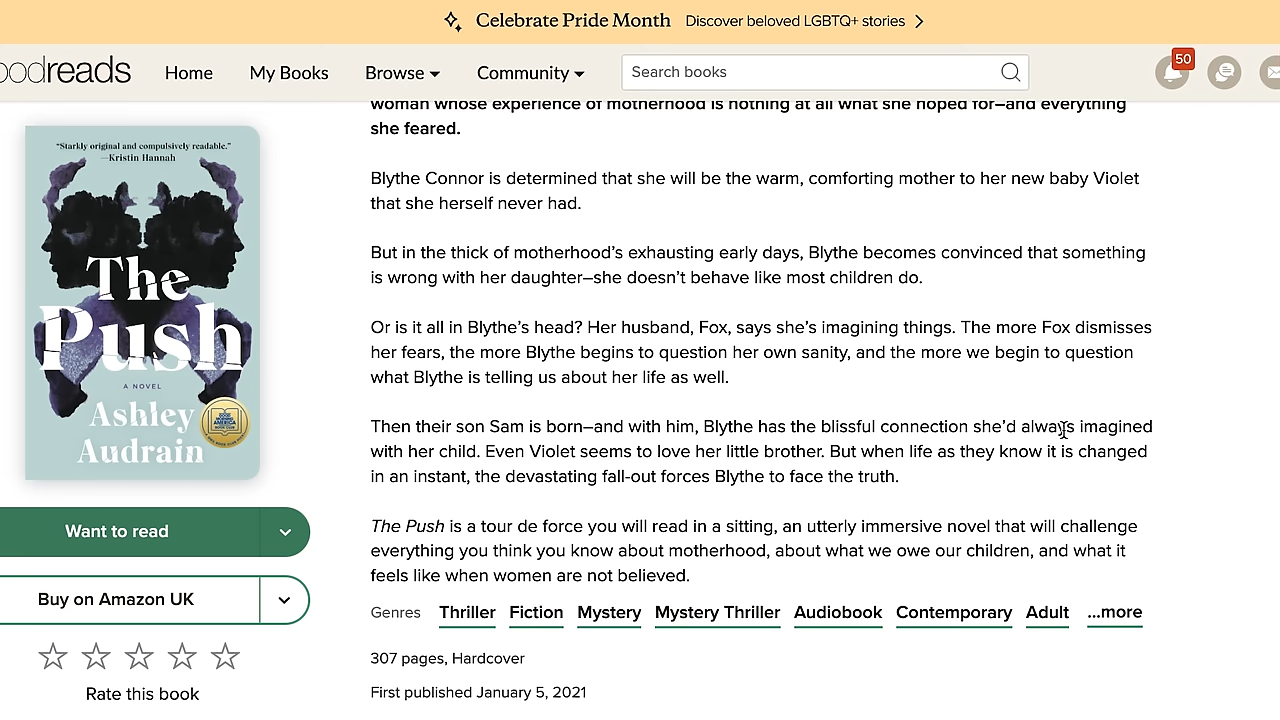 Celebrate Pride Month Discover beloved LGBTQ+ stories
oodreads Home My Books Browse Community Search books 50
woman whose experience of motherhood is nothing at all what she hoped for–and everything
she feared.
"Starkly original and compulsively readable."
—Kristin Hannah
The
Push
A NOVEL
Ashley
Audrain
GOOD MORNING AMERICA BOOK CLUB
Blythe Connor is determined that she will be the warm, comforting mother to her new baby Violet
that she herself never had.
But in the thick of motherhood's exhausting early days, Blythe becomes convinced that something
is wrong with her daughter–she doesn't behave like most children do.
Or is it all in Blythe's head? Her husband, Fox, says she's imagining things. The more Fox dismisses
her fears, the more Blythe begins to question her own sanity, and the more we begin to question
what Blythe is telling us about her life as well.
Then their son Sam is born–and with him, Blythe has the blissful connection she'd always imagined
with her child. Even Violet seems to love her little brother. But when life as they know it is changed
in an instant, the devastating fall-out forces Blythe to face the truth.
The Push is a tour de force you will read in a sitting, an utterly immersive novel that will challenge
everything you think you know about motherhood, about what we owe our children, and what it
feels like when women are not believed.
Genres Thriller Fiction Mystery Mystery Thriller Audiobook Contemporary Adult ...more
307 pages, Hardcover
First published January 5, 2021
Want to read
Buy on Amazon UK
Rate this book